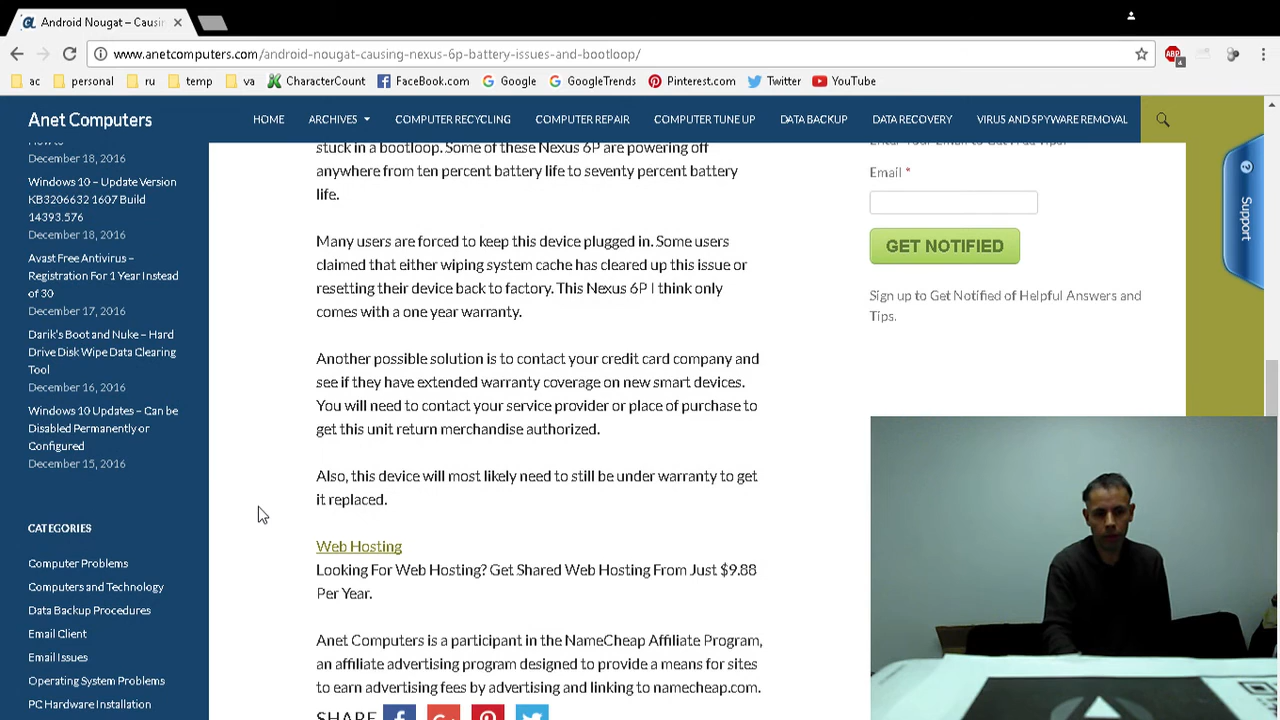 Android Nougat – Causin
www.anetcomputers.com/android-nougat-causing-nexus-6p-battery-issues-and-bootloop/
ABP
4
ac
personal
ru
temp
va
CharacterCount
FaceBook.com
Google
GoogleTrends
Pinterest.com
Twitter
YouTube
Anet Computers
HOME
ARCHIVES
COMPUTER RECYCLING
COMPUTER REPAIR
COMPUTER TUNE UP
DATA BACKUP
DATA RECOVERY
VIRUS AND SPYWARE REMOVAL
How to
December 18, 2016
Windows 10 – Update Version
KB3206632 1607 Build
14393.576
December 18, 2016
Avast Free Antivirus –
Registration For 1 Year Instead
of 30
December 17, 2016
Darik's Boot and Nuke – Hard
Drive Disk Wipe Data Clearing
Tool
December 16, 2016
Windows 10 Updates – Can be
Disabled Permanently or
Configured
December 15, 2016
CATEGORIES
Computer Problems
Computers and Technology
Data Backup Procedures
Email Client
Email Issues
Operating System Problems
PC Hardware Installation
stuck in a bootloop. Some of these Nexus 6P are powering off
anywhere from ten percent battery life to seventy percent battery
life.
Many users are forced to keep this device plugged in. Some users
claimed that either wiping system cache has cleared up this issue or
resetting their device back to factory. This Nexus 6P I think only
comes with a one year warranty.
Another possible solution is to contact your credit card company and
see if they have extended warranty coverage on new smart devices.
You will need to contact your service provider or place of purchase to
get this unit return merchandise authorized.
Also, this device will most likely need to still be under warranty to get
it replaced.
Web Hosting
Looking For Web Hosting? Get Shared Web Hosting From Just $9.88
Per Year.
Anet Computers is a participant in the NameCheap Affiliate Program,
an affiliate advertising program designed to provide a means for sites
to earn advertising fees by advertising and linking to namecheap.com.
SHARE
Enter Your Email to Get Free Tips!
Email *
GET NOTIFIED
Sign up to Get Notified of Helpful Answers and
Tips.
Support